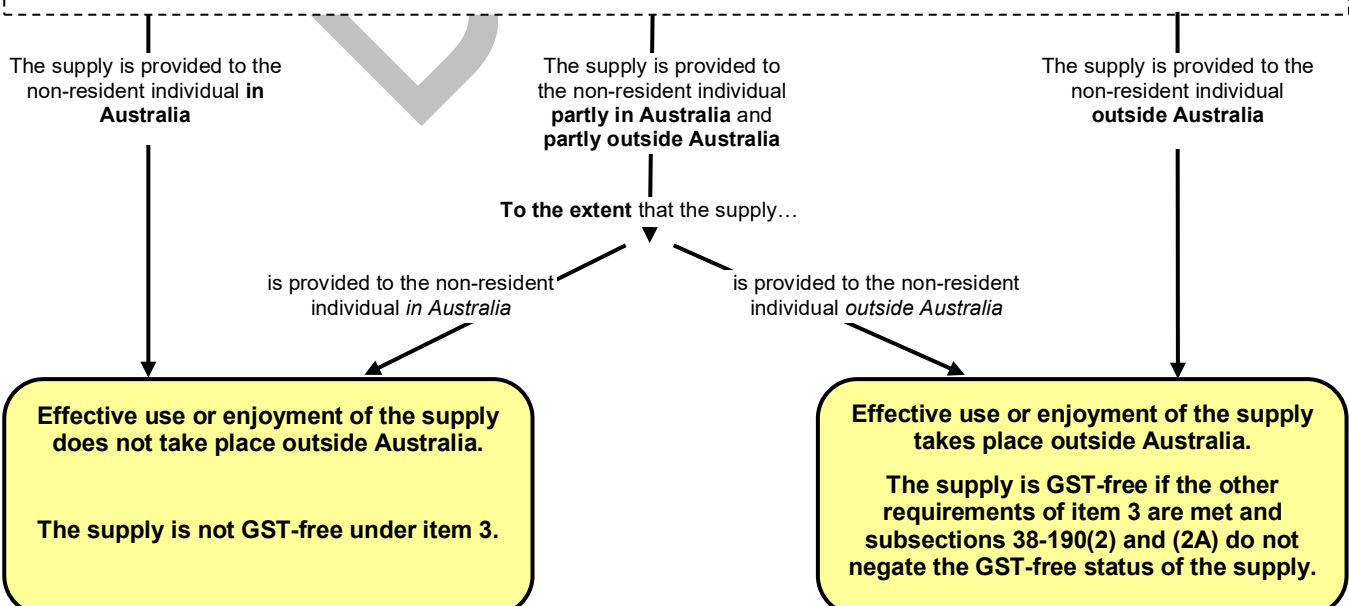 The supply is provided to the
non-resident individual in
Australia
The supply is provided to
the non-resident individual
partly in Australia and
partly outside Australia
The supply is provided to the
non-resident individual
outside Australia
To the extent that the supply…
is provided to the non-resident
individual in Australia
is provided to the non-resident
individual outside Australia
Effective use or enjoyment of the supply
does not take place outside Australia.
The supply is not GST-free under item 3.
Effective use or enjoyment of the supply
takes place outside Australia.
The supply is GST-free if the other
requirements of item 3 are met and
subsections 38-190(2) and (2A) do not
negate the GST-free status of the supply.